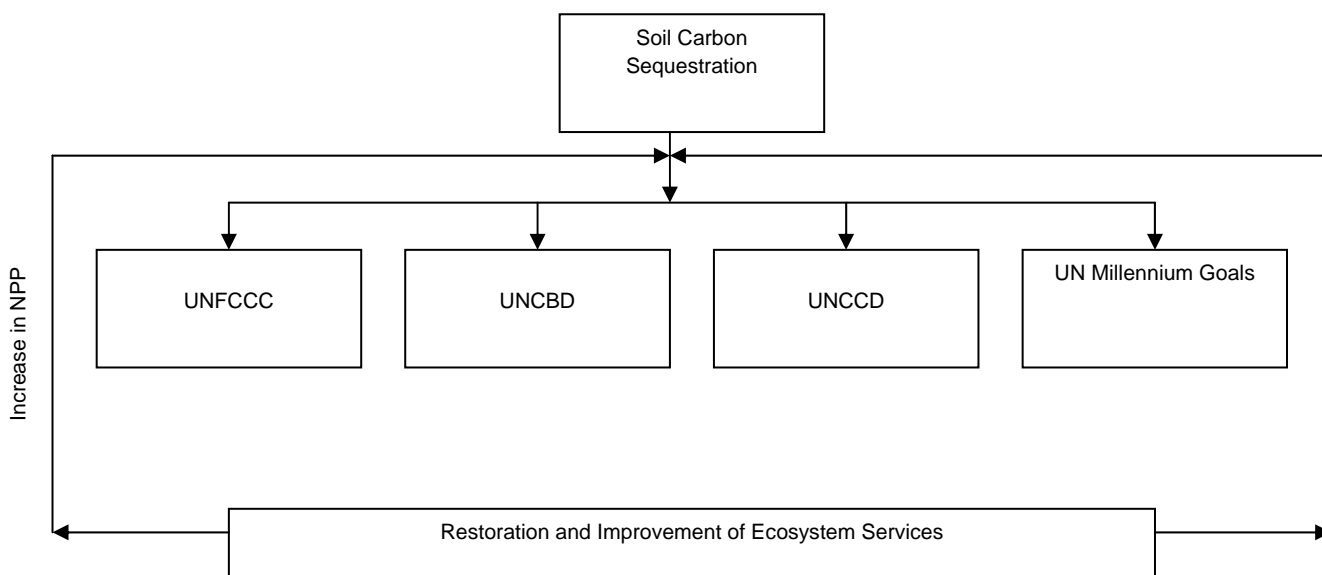 Soil Carbon
Sequestration
Increase in NPP
UNFCCC
UNCBD
UNCCD
UN Millennium Goals
Restoration and Improvement of Ecosystem Services